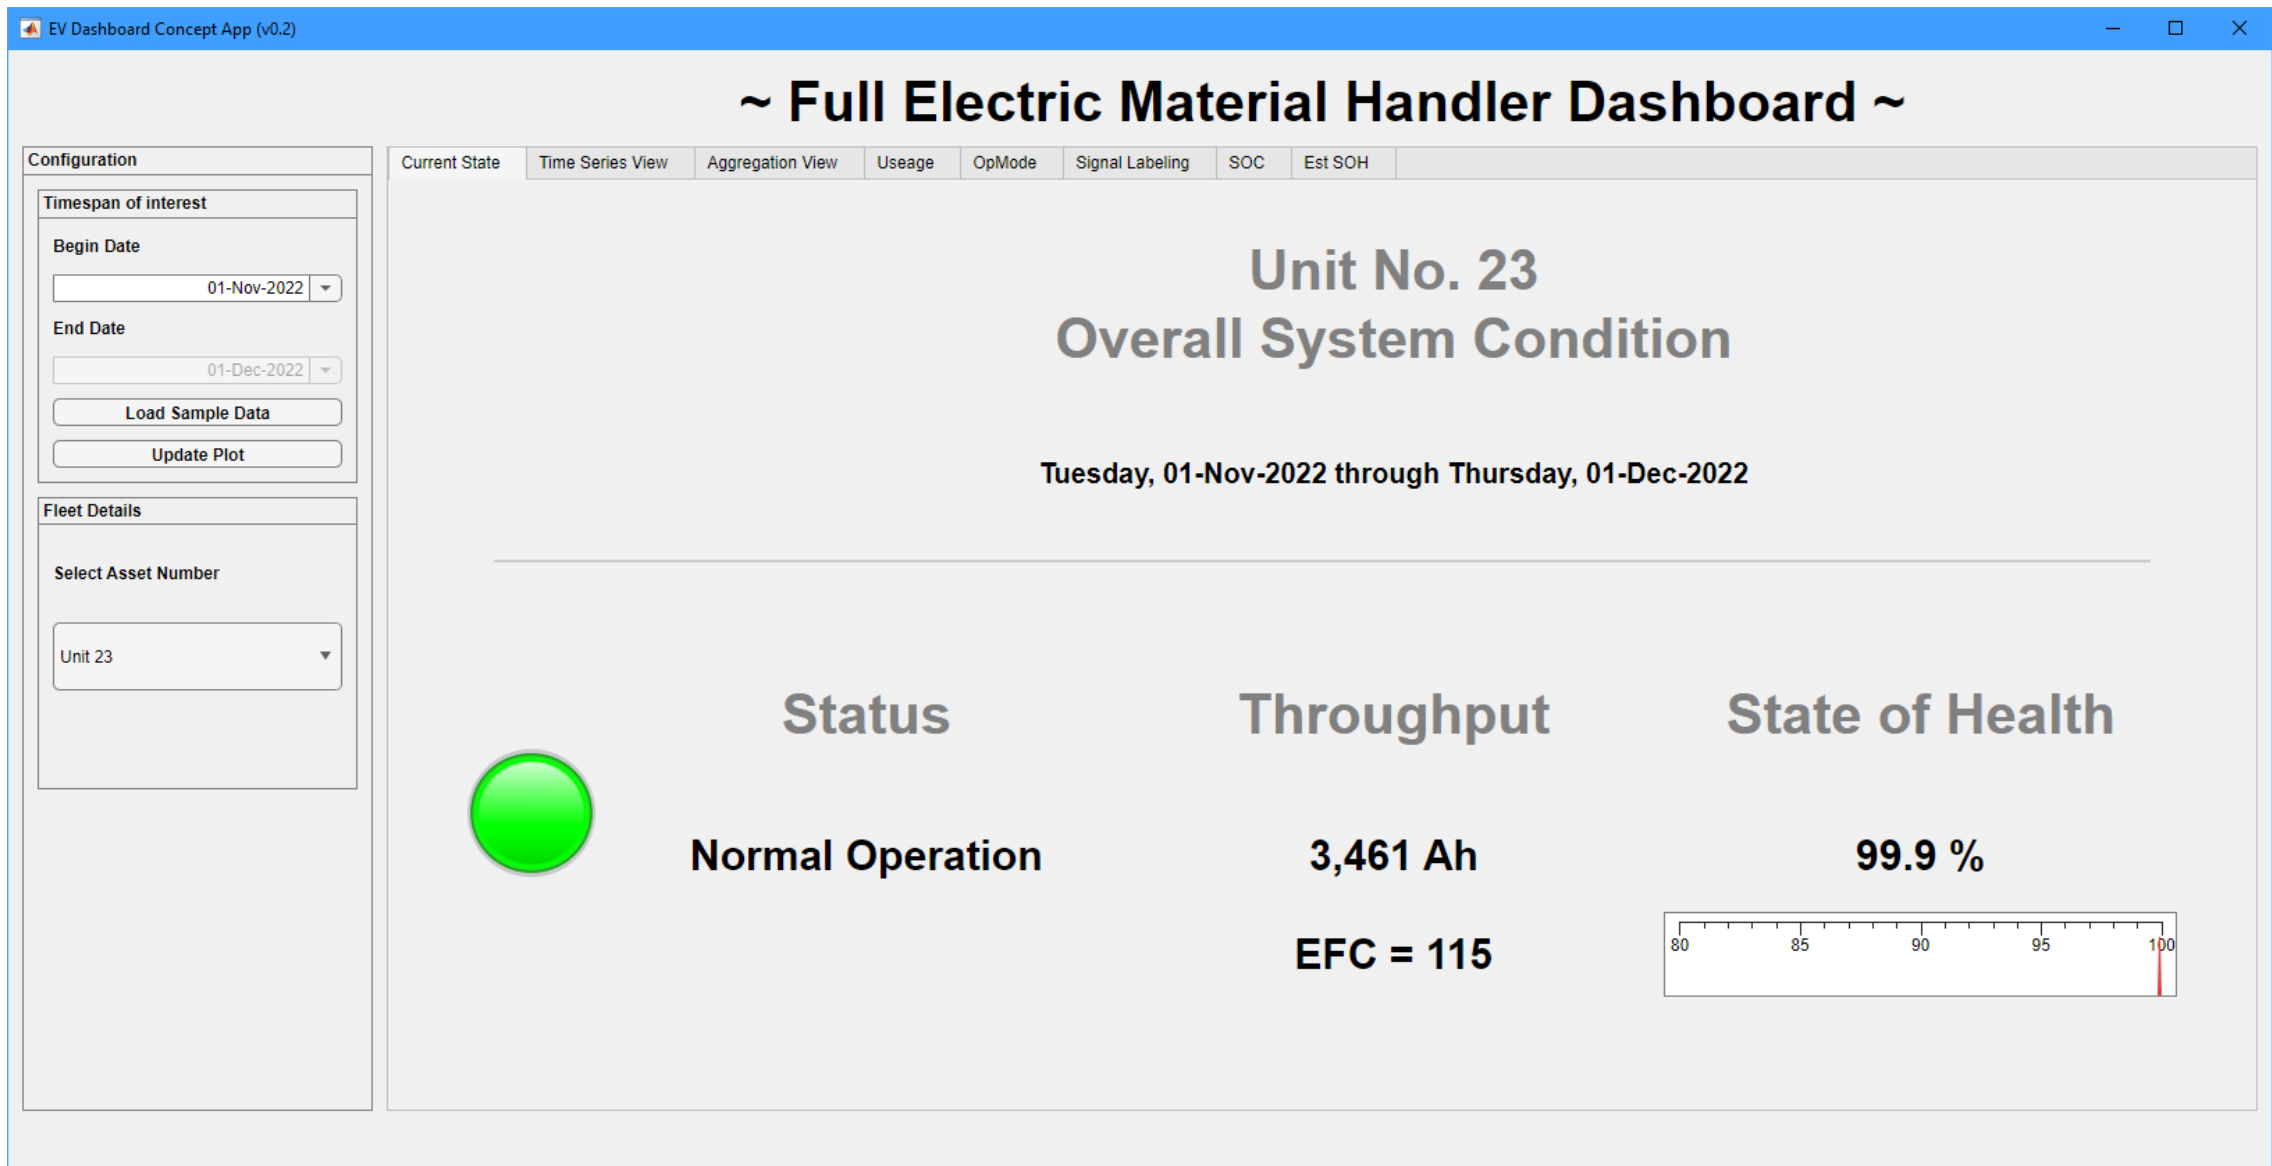 EV Dashboard Concept App (v0.2)
~ Full Electric Material Handler Dashboard ~
Configuration
Timespan of interest
Begin Date
01-Nov-2022
End Date
01-Dec-2022
Load Sample Data
Update Plot
Fleet Details
Select Asset Number
Unit 23
Current State Time Series View Aggregation View Useage OpMode Signal Labeling SOC Est SOH
Unit No. 23
Overall System Condition
Tuesday, 01-Nov-2022 through Thursday, 01-Dec-2022
Status Throughput State of Health
Normal Operation 3,461 Ah 99.9 %
EFC = 115
80 85 90 95 100